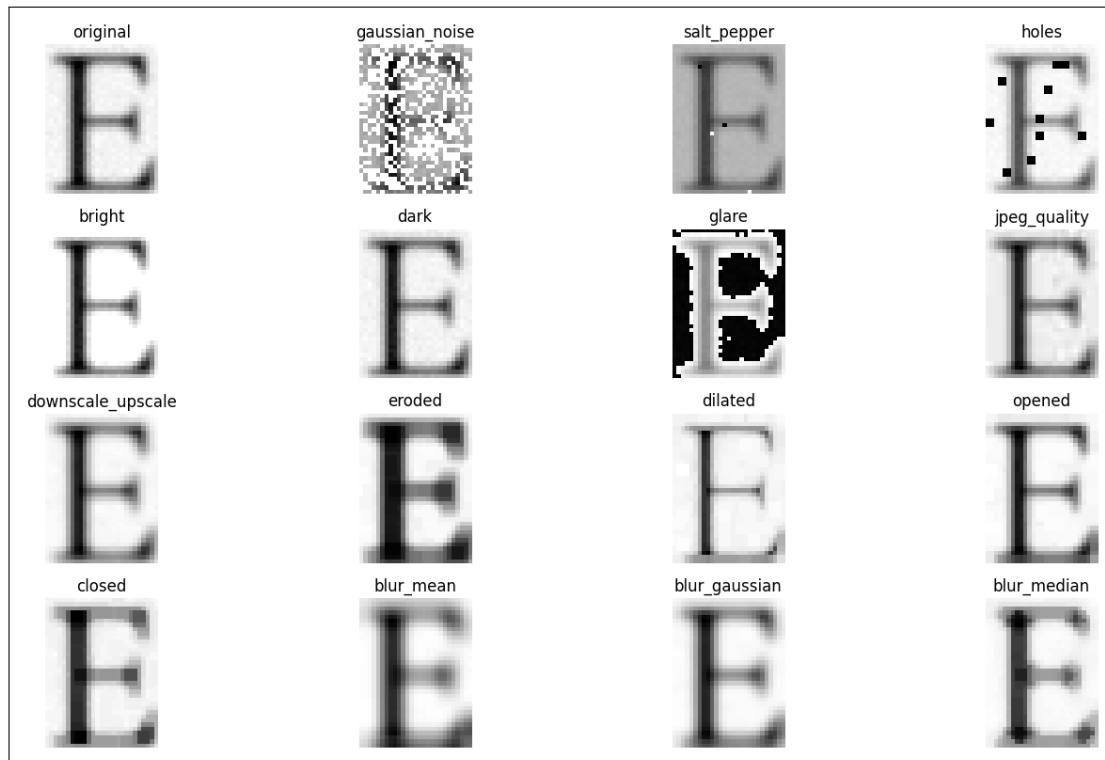 original gaussian_noise salt_pepper holes
E E E E
bright dark glare jpeg_quality
E E E E
downscale_upscale eroded dilated opened
E E E E
closed blur_mean blur_gaussian blur_median
E E E E